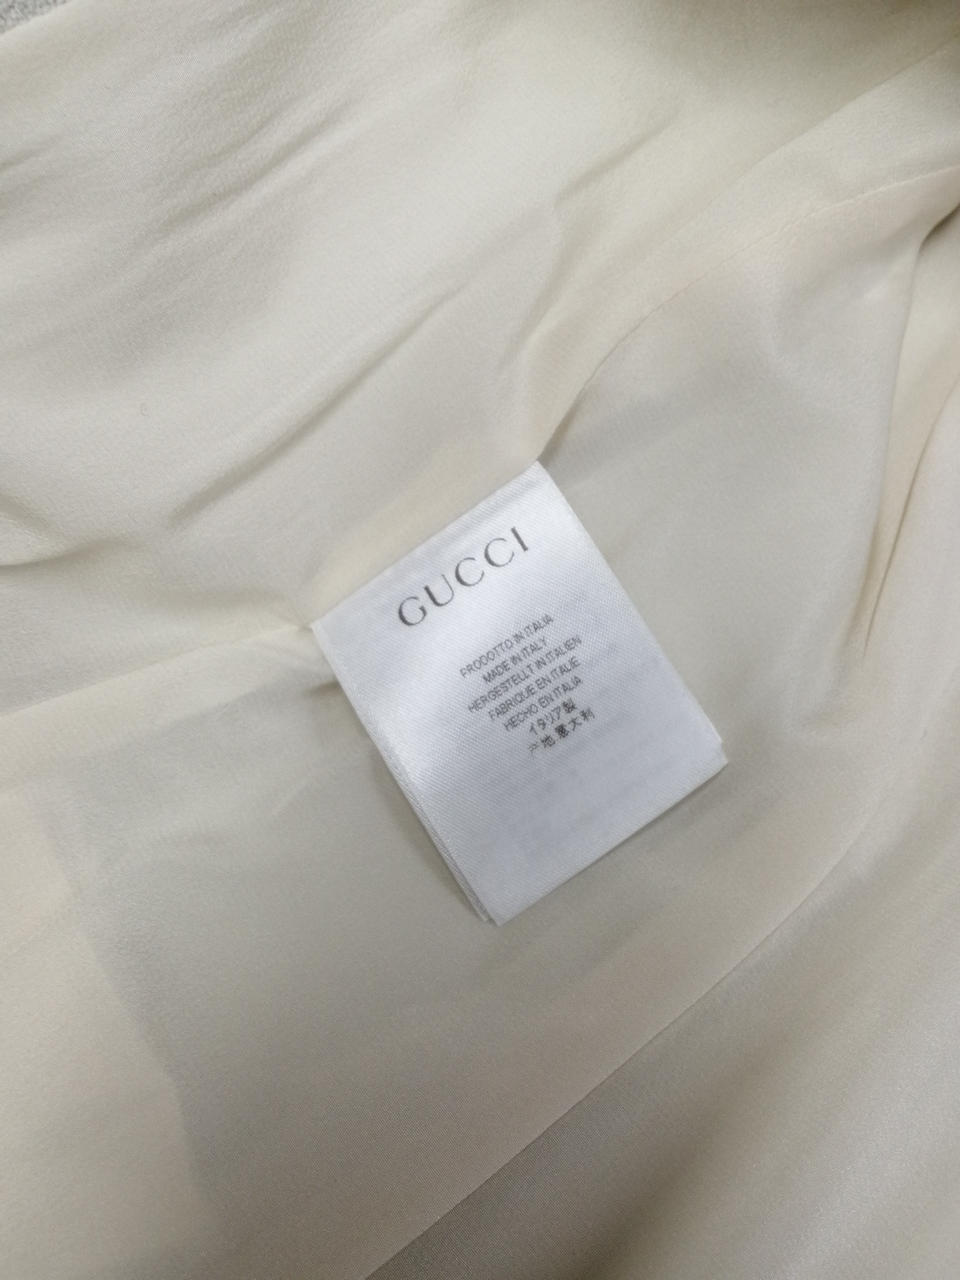 GUCCI
PRODOTTO IN ITALIA
MADE IN ITALY
HERGESTELLT IN ITALIEN
FABRIQUE EN ITALIE
HECHO EN ITALIA
イタリア製
产地意大利